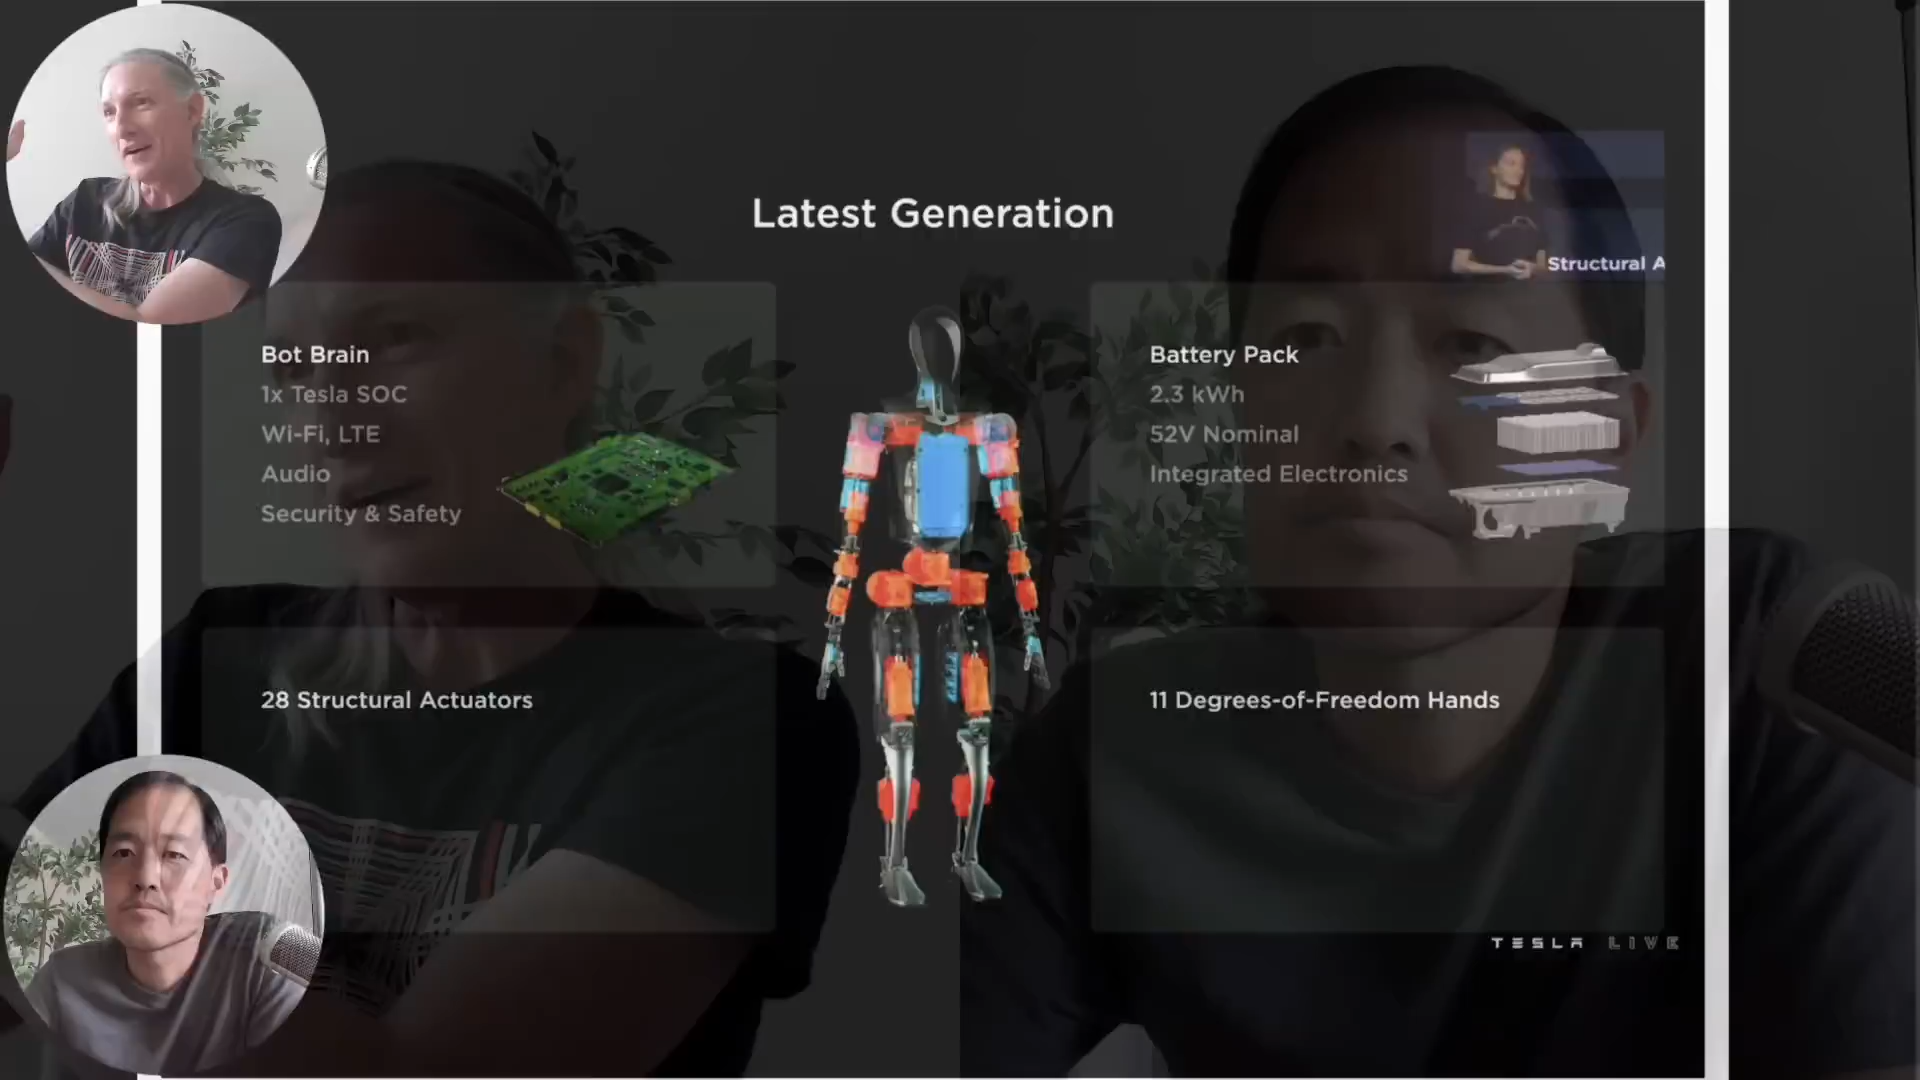 Latest Generation
Structural A
Bot Brain
1x Tesla SOC
Wi-Fi, LTE
Audio
Security & Safety
Battery Pack
2.3 kWh
52V Nominal
Integrated Electronics
28 Structural Actuators
11 Degrees-of-Freedom Hands
TESLA LIVE